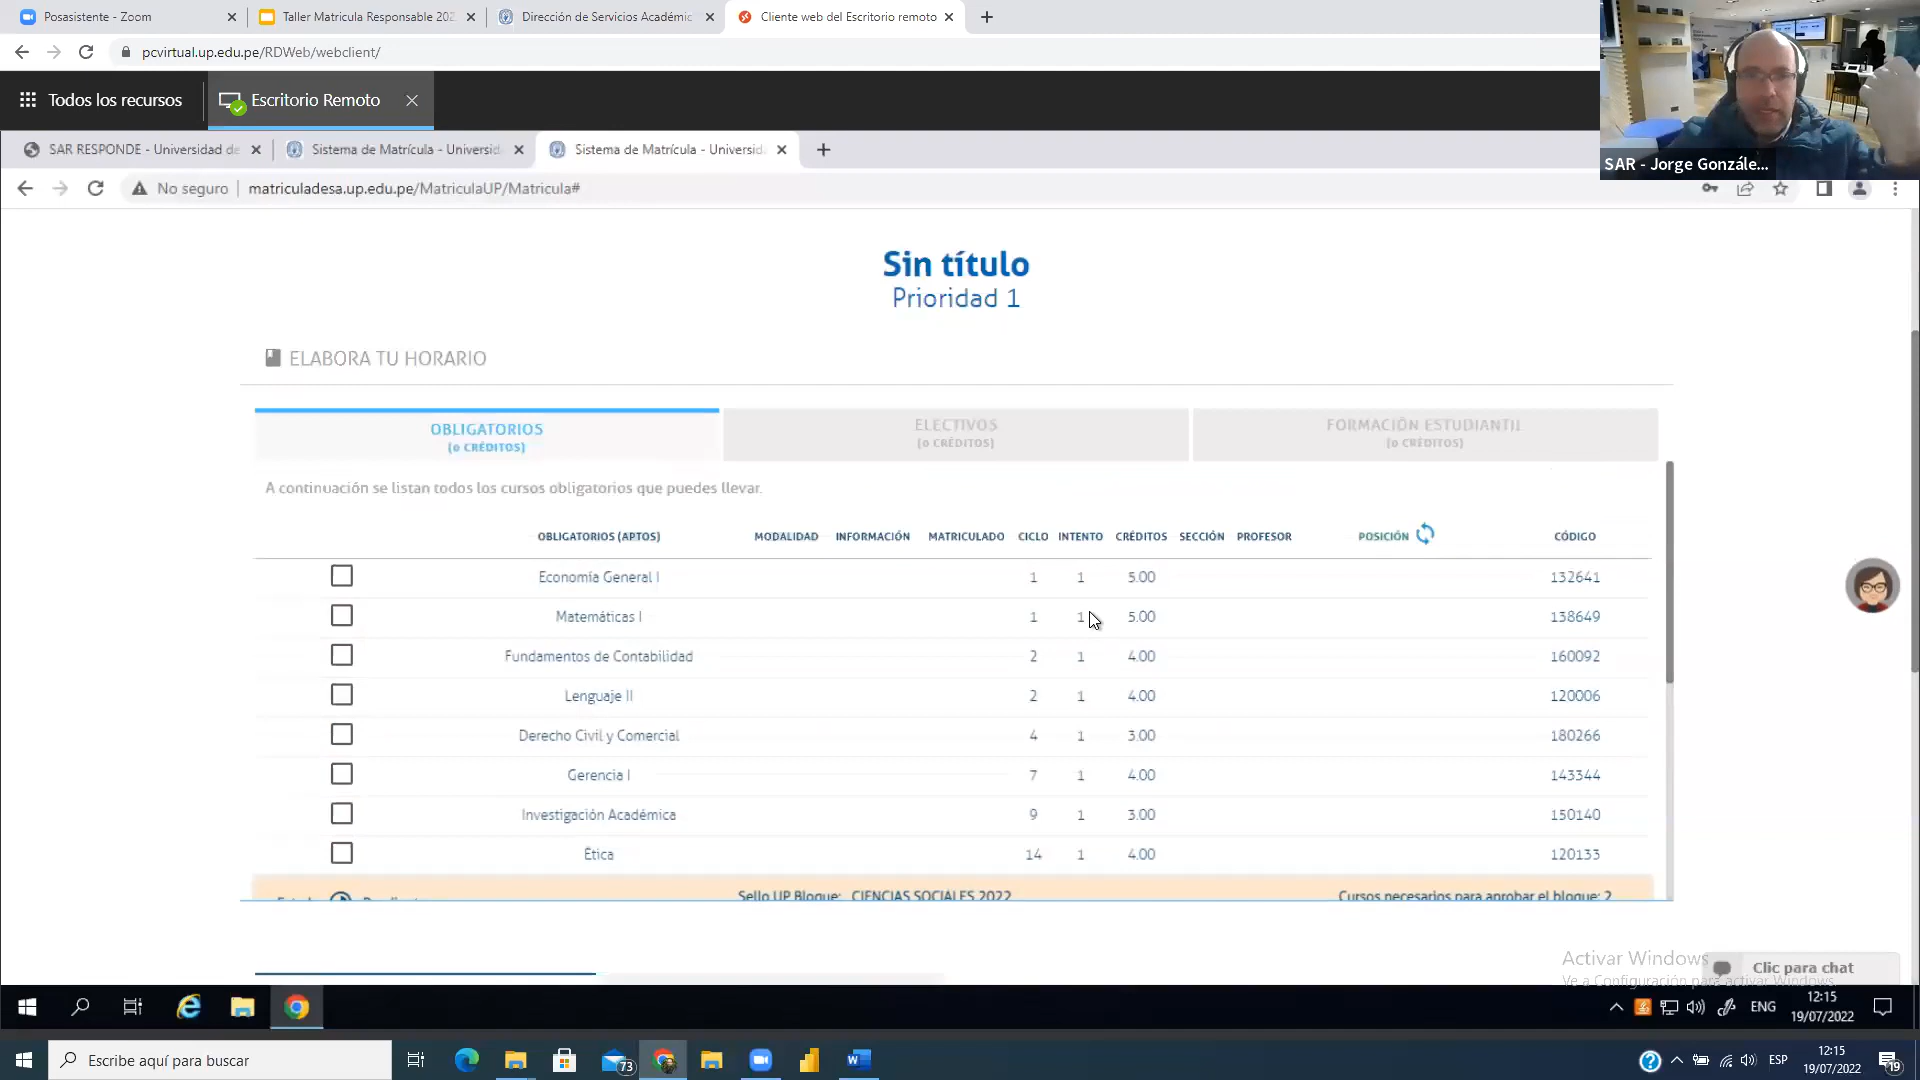 Posasistente - Zoom
Taller Matricula Responsable 202
Dirección de Servicios Académic
Cliente web del Escritorio remoto
pcvirtual.up.edu.pe/RDWeb/webclient/
Todos los recursos
Escritorio Remoto
SAR - Jorge Gonzále...
SAR RESPONDE - Universidad de
Sistema de Matrícula - Universid
Sistema de Matrícula - Universid
No seguro
matriculadesa.up.edu.pe/MatriculaUP/Matricula#
Sin título
Prioridad 1
ELABORA TU HORARIO
OBLIGATORIOS
(0 CRÉDITOS)
ELECTIVOS
(0 CRÉDITOS)
FORMACIÓN ESTUDIANTIL
(0 CRÉDITOS)
A continuación se listan todos los cursos obligatorios que puedes llevar.
OBLIGATORIOS (APTOS) MODALIDAD INFORMACIÓN MATRICULADO CICLO INTENTO CRÉDITOS SECCIÓN PROFESOR POSICIÓN CÓDIGO
Economía General I 1 1 5.00 132641
Matemáticas I 1 1 5.00 138649
Fundamentos de Contabilidad 2 1 4.00 160092
Lenguaje II 2 1 4.00 120006
Derecho Civil y Comercial 4 1 3.00 180266
Gerencia I 7 1 4.00 143344
Investigación Académica 9 1 3.00 150140
Ética 14 1 4.00 120133
Sello UP Bloque: CIENCIAS SOCIALES 2022 Cursos necesarios para aprobar el bloque: 2
Activar Windows
Ve a Configuración para activar Windows.
Clic para chat
ENG
12:15
19/07/2022
Escribe aquí para buscar
73
ESP
12:15
19/07/2022
19